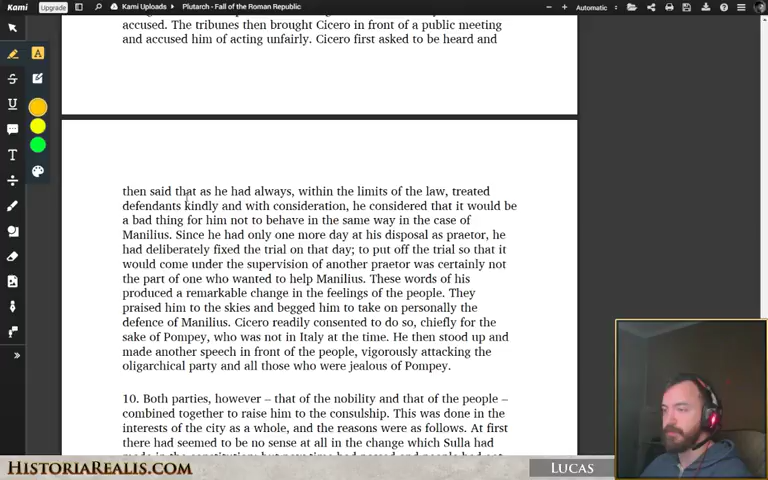 Kami
Upgrade
Kami Uploads
Plutarch - Fall of the Roman Republic
Automatic
accused. The tribunes then brought Cicero in front of a public meeting
and accused him of acting unfairly. Cicero first asked to be heard and
then said that as he had always, within the limits of the law, treated
defendants kindly and with consideration, he considered that it would be
a bad thing for him not to behave in the same way in the case of
Manilius. Since he had only one more day at his disposal as praetor, he
had deliberately fixed the trial on that day; to put off the trial so that it
would come under the supervision of another praetor was certainly not
the part of one who wanted to help Manilius. These words of his
produced a remarkable change in the feelings of the people. They
praised him to the skies and begged him to take on personally the
defence of Manilius. Cicero readily consented to do so, chiefly for the
sake of Pompey, who was not in Italy at the time. He then stood up and
made another speech in front of the people, vigorously attacking the
oligarchical party and all those who were jealous of Pompey.
10. Both parties, however – that of the nobility and that of the people –
combined together to raise him to the consulship. This was done in the
interests of the city as a whole, and the reasons were as follows. At first
there had seemed to be no sense at all in the change which Sulla had
HISTORIAREALIS.COM
LUCAS